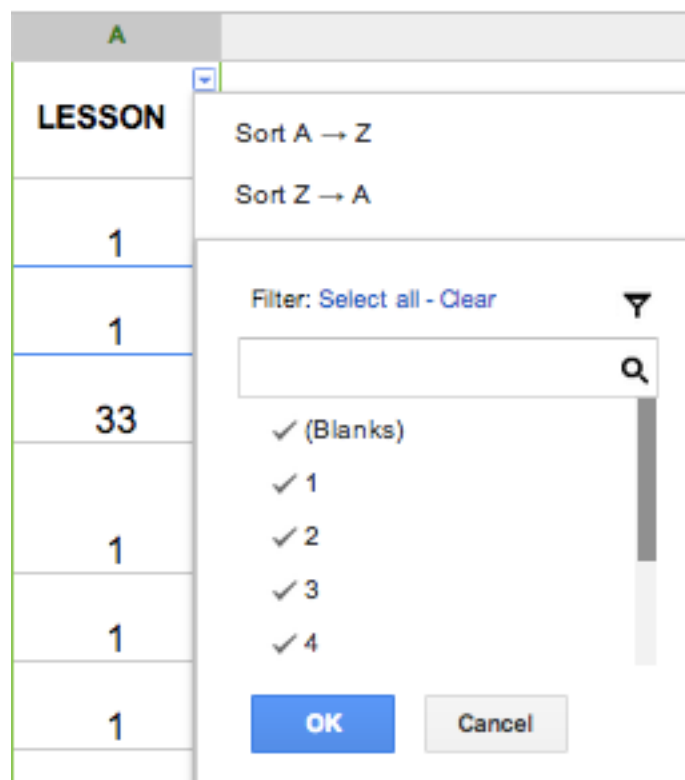 A
LESSON
1
1
33
1
1
1
Sort A → Z
Sort Z → A
Filter: Select all - Clear
(Blanks)
1
2
3
4
OK Cancel